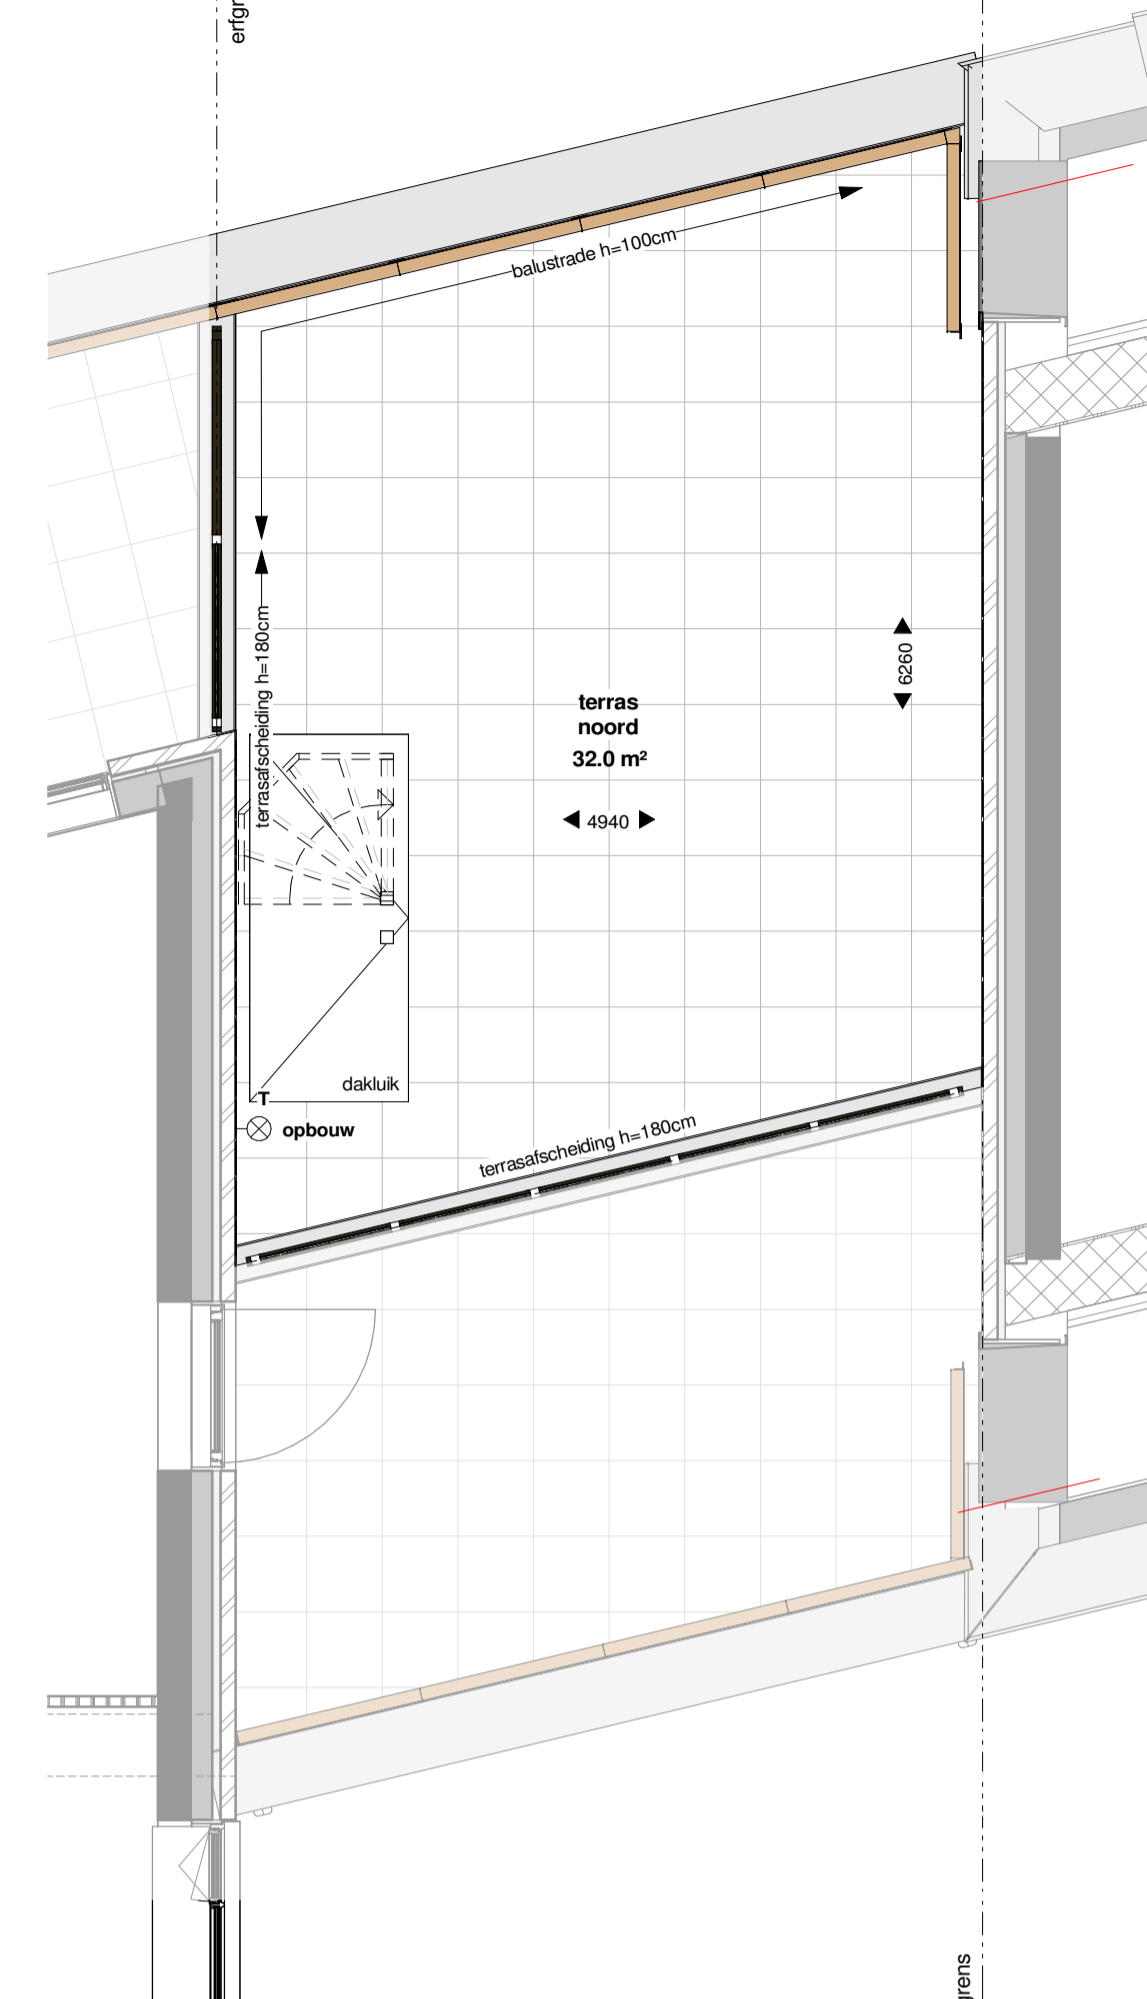 erfgr
balustrade h=100cm
terrasafscheiding h=180cm
6260
terras
noord
32.0 m²
4940
dakluik
T
opbouw
terrasafscheiding h=180cm
grens